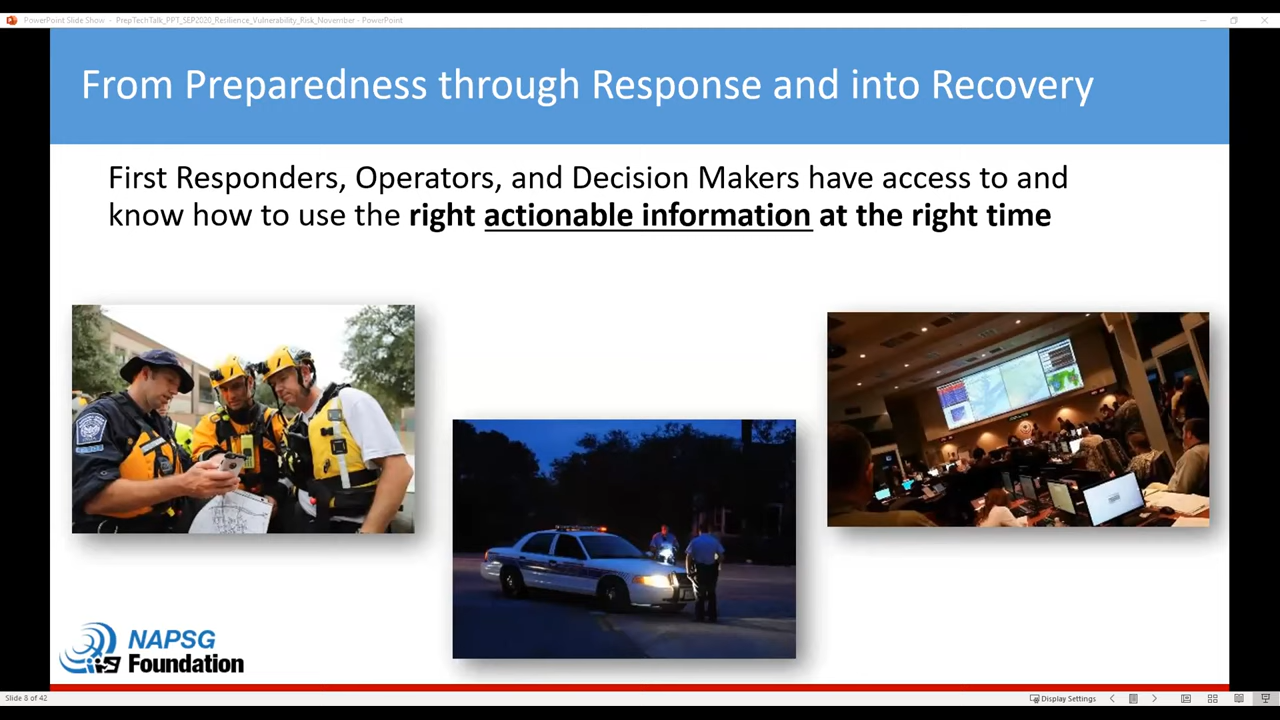 PowerPoint Slide Show - PrepTechTalk_PPT_SEP2020_Resilience_Vulnerability_Risk_November - PowerPoint
From Preparedness through Response and into Recovery
First Responders, Operators, and Decision Makers have access to and
know how to use the right actionable information at the right time
NAPSG
Foundation
Slide 8 of 42
Display Settings